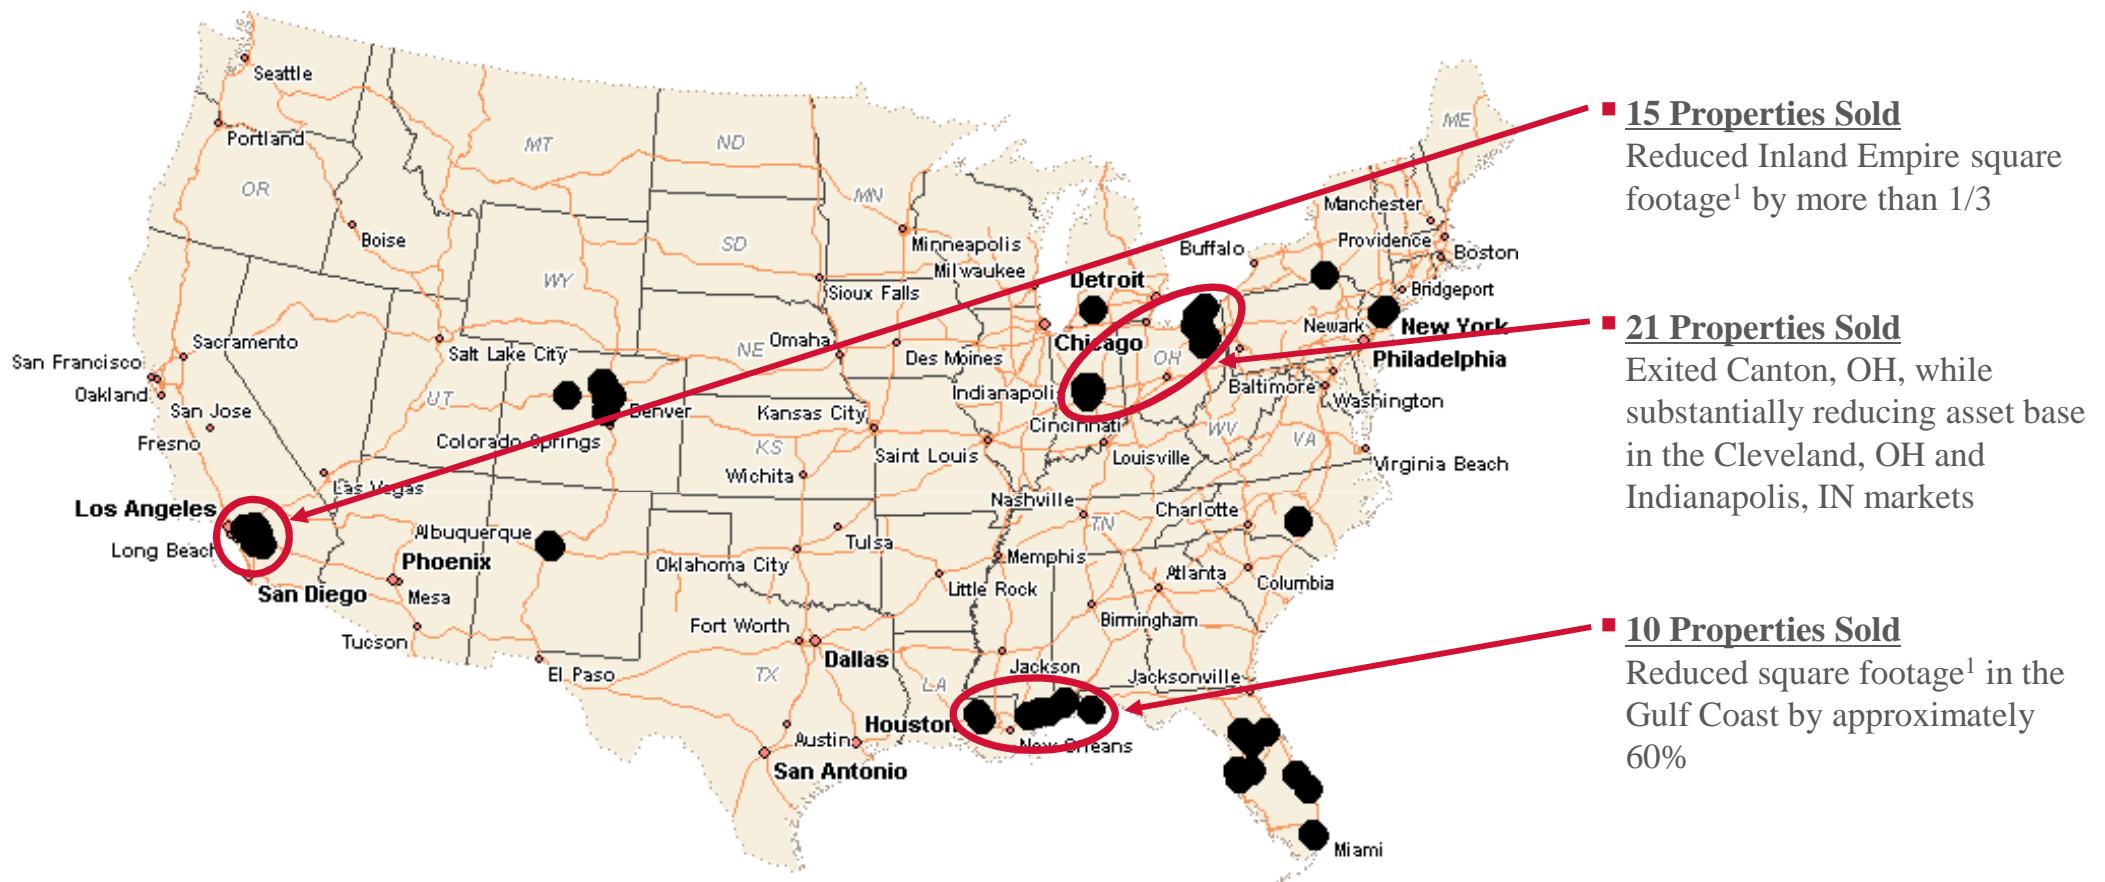 Seattle
Portland
OR
Boise
MT
ND
MN
ME
SD
WY
Minneapolis
Sioux Falls
Milwaukee
Detroit
Buffalo
Manchester
Providence
Boston
Bridgeport
Newark
New York
Philadelphia
Chicago
Sacramento
San Francisco
Oakland
San Jose
Fresno
Salt Lake City
UT
NE
Omaha
Des Moines
OH
Indianapolis
Baltimore
Washington
Denver
Colorado Springs
Kansas City
KS
Wichita
Saint Louis
Cincinnati
Louisville
WV
VA
Virginia Beach
Las Vegas
Los Angeles
Long Beach
San Diego
Albuquerque
Phoenix
Mesa
Tucson
El Paso
Oklahoma City
Tulsa
Nashville
TN
Charlotte
Memphis
Little Rock
Atlanta
Columbia
Birmingham
Fort Worth
Dallas
TX
LA
Jackson
Jacksonville
Houston
New Orleans
Austin
San Antonio
Miami
▪ 15 Properties Sold
Reduced Inland Empire square
footage¹ by more than 1/3
▪ 21 Properties Sold
Exited Canton, OH, while
substantially reducing asset base
in the Cleveland, OH and
Indianapolis, IN markets
▪ 10 Properties Sold
Reduced square footage¹ in the
Gulf Coast by approximately
60%